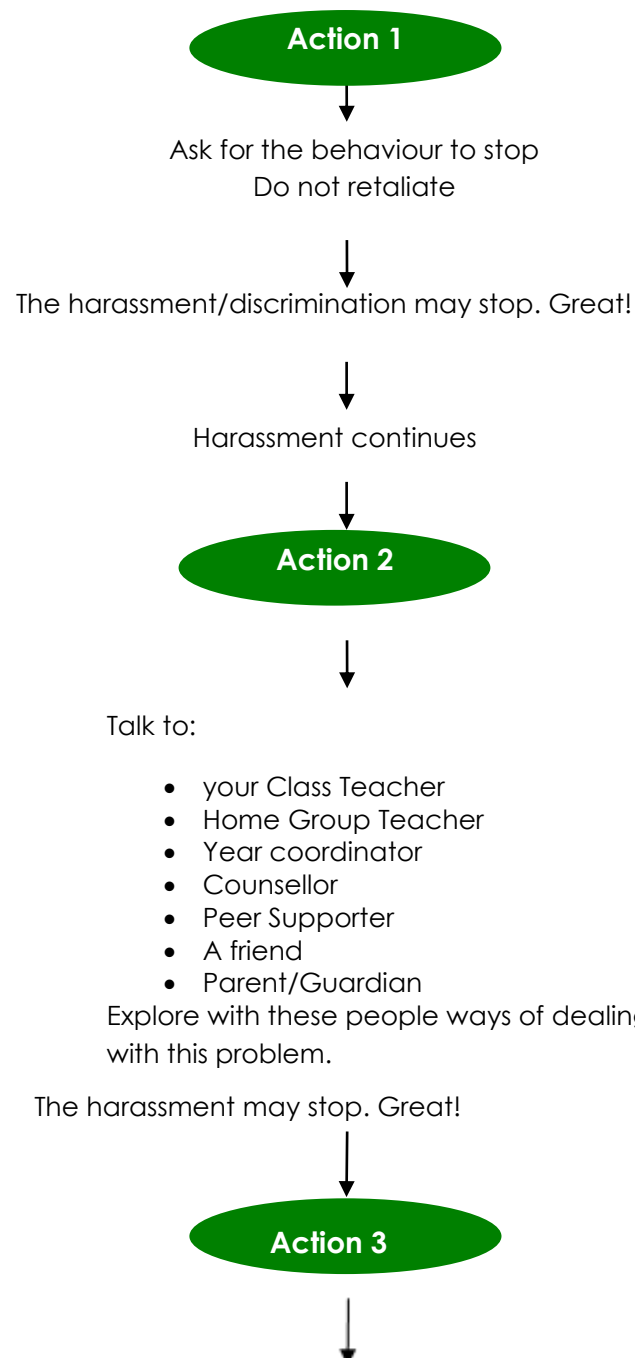 Action 1
Ask for the behaviour to stop
Do not retaliate
The harassment/discrimination may stop. Great!
Harassment continues
Action 2
Talk to:
• your Class Teacher
• Home Group Teacher
• Year coordinator
• Counsellor
• Peer Supporter
• A friend
• Parent/Guardian
Explore with these people ways of dealing
with this problem.
The harassment may stop. Great!
Action 3